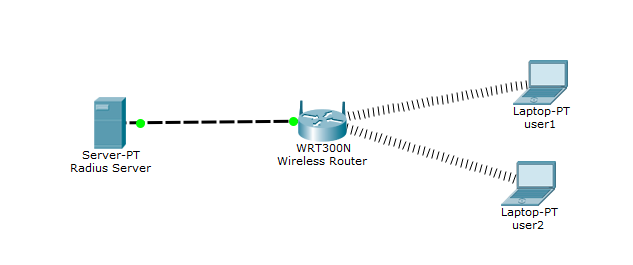 Server-PT
Radius Server
WRT300N
Wireless Router
Laptop-PT
user1
Laptop-PT
user2